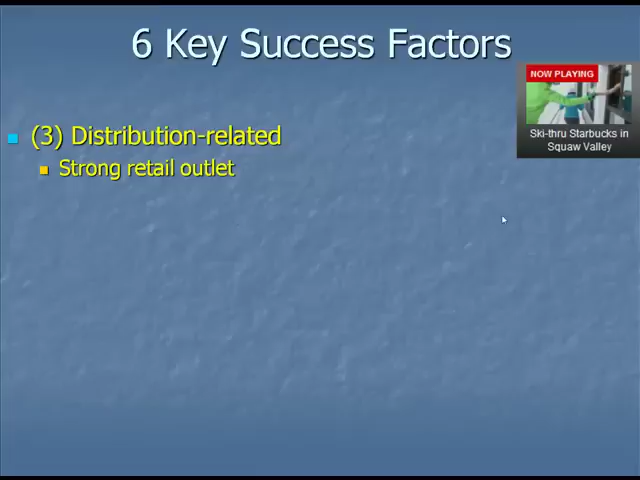 6 Key Success Factors
NOW PLAYING
Ski-thru Starbucks in
Squaw Valley
(3) Distribution-related
Strong retail outlet